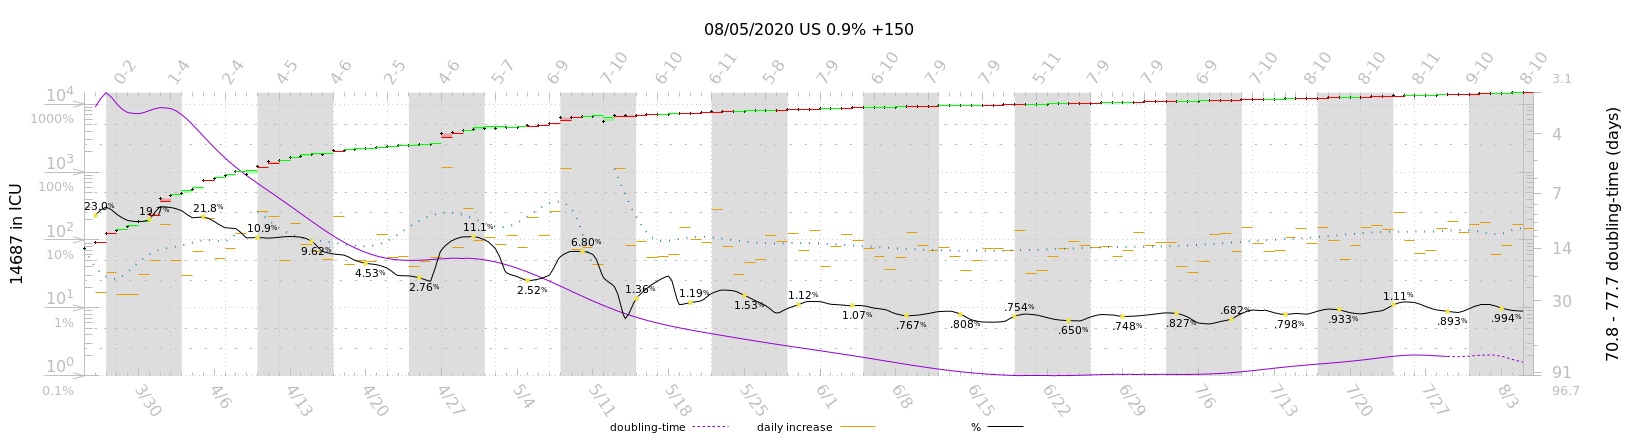 08/05/2020 US 0.9% +150
0-2 1-4 2-4 4-5 4-6 2-5 4-6 5-7 6-9 7-10 6-10 6-11 5-8 7-9 6-10 7-9 7-9 5-11 7-9 6-9 7-10 8-10 8-10 8-11 9-10 8-10
3.1
10⁴
1000%
4
10³
100%
7
23.0% 19.7% 21.8%
10.9% 11.1%
10² 14
10% 9.62% 6.80%
4.53% 2.76% 2.52%
10¹ 30
1.36% 1.19% 1.53% 1.12% 1.07% .767% .808% .754% .650% .748% .827% .682% .798% .933% 1.11% .893% .994%
1%
10⁰ 91
0.1% 96.7
14687 in ICU
70.8 - 77.7 doubling-time (days)
3/30 4/6 4/13 4/20 4/27 5/4 5/11 5/18 5/25 6/1 6/8 6/15 6/22 6/29 7/6 7/13 7/20 7/27 8/3
doubling-time daily increase %